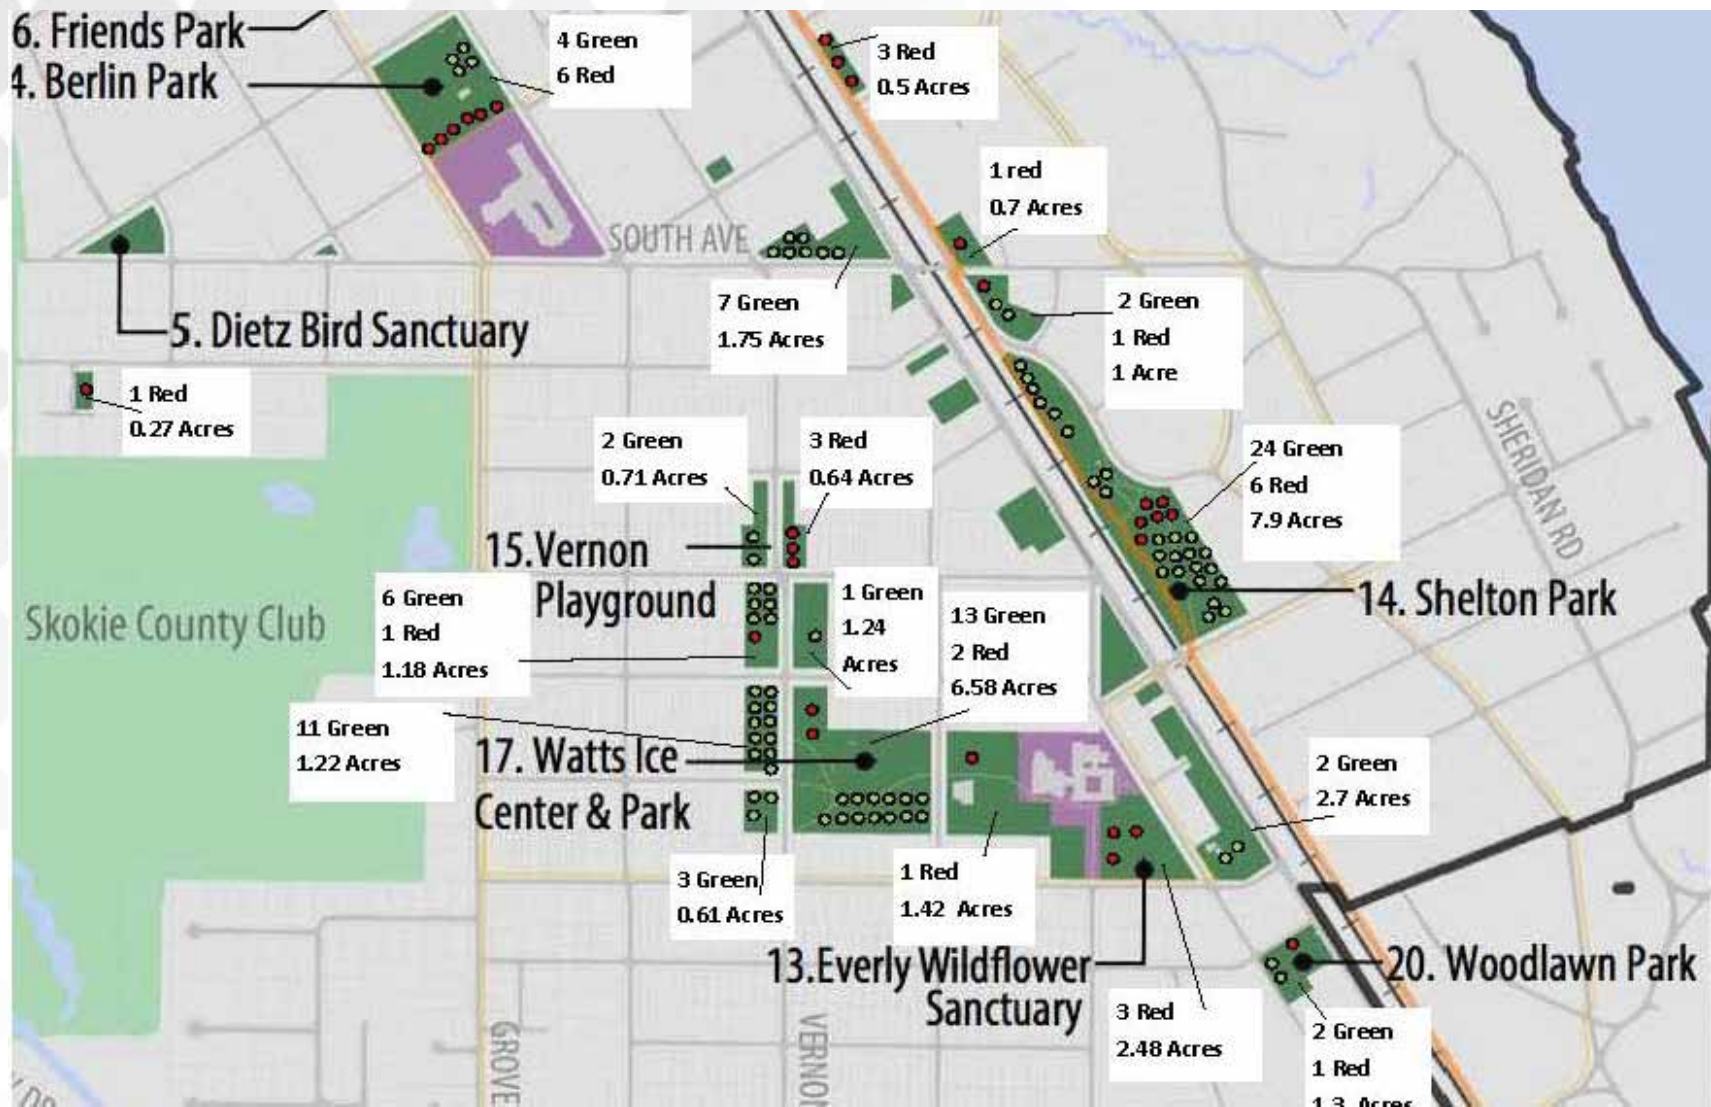 6. Friends Park
4. Berlin Park
4 Green
6 Red
3 Red
0.5 Acres
1 red
0.7 Acres
SOUTH AVE
7 Green
1.75 Acres
2 Green
1 Red
1 Acre
5. Dietz Bird Sanctuary
1 Red
0.27 Acres
2 Green
0.71 Acres
3 Red
0.64 Acres
24 Green
6 Red
7.9 Acres
SHERIDAN RD
15.Vernon
Playground
6 Green
1 Red
1.18 Acres
1 Green
1.24
Acres
13 Green
2 Red
6.58 Acres
14. Shelton Park
Skokie County Club
11 Green
1.22 Acres
17. Watts Ice
Center & Park
2 Green
2.7 Acres
3 Green
0.61 Acres
1 Red
1.42 Acres
13.Everly Wildflower
Sanctuary
20. Woodlawn Park
3 Red
2.48 Acres
2 Green
1 Red
1.3 Acres
GROVE
VERNON